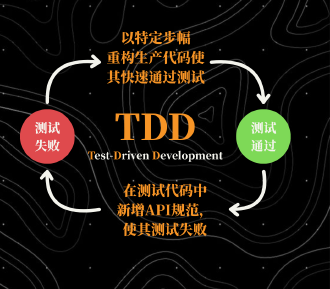 以特定步幅
重构生产代码使
其快速通过测试
测试
失败
TDD
Test-Driven Development
测试
通过
在测试代码中
新增API规范,
使其测试失败